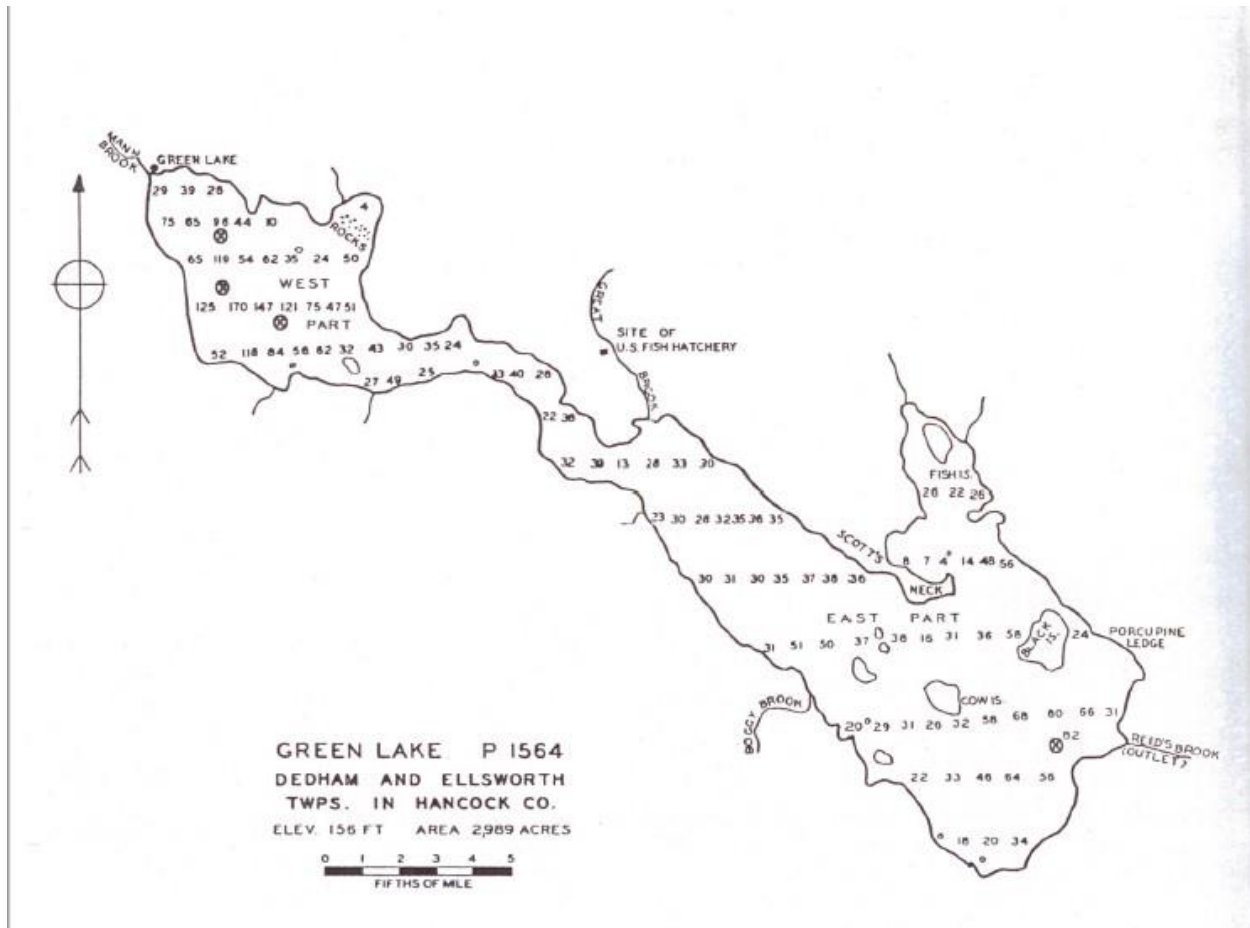 GREEN LAKE
BROOK
29 39 28
4
75 65 98 44 10
ROCKS
65 119 54 62 35 24 50
WEST
125 170 147 121 75 47 51
PART
52 118 84 58 62 32 43 30 35 24
27 49 25 43 40 28
GREAT
BROOK
SITE OF
U.S. FISH HATCHERY
22 38
32 39 13 28 33 30
FISH IS.
26 22 26
23 30 28 32 35 36 35
SCOTT'S
NECK
8 7 4 14 48 56
30 31 30 35 37 38 36
EAST PART
31 51 50 37 38 16 31 36 58
BLACK
IS.
24
PORCUPINE
LEDGE
COW IS.
BOGGY BROOK
20 29 31 26 32 58 68 80 66 31
82
REED'S BROOK
(OUTLET)
22 33 46 64 56
18 20 34
GREEN LAKE P 1564
DEDHAM AND ELLSWORTH
TWPS. IN HANCOCK CO.
ELEV. 156 FT AREA 2,989 ACRES
0 1 2 3 4 5
FIFTHS OF MILE